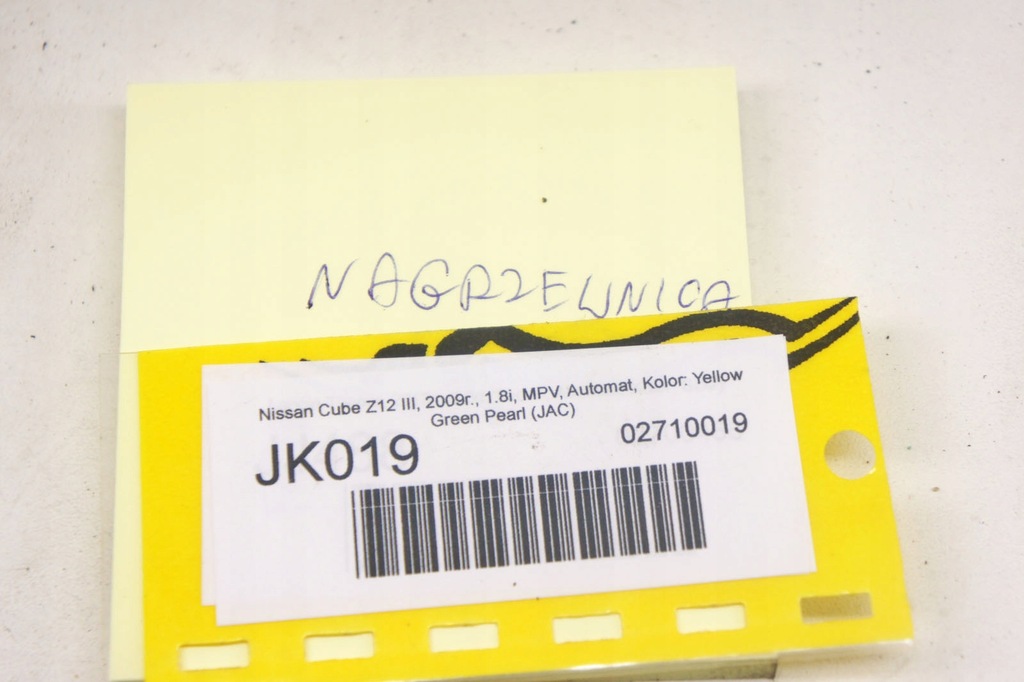 NAGRZEWNICA
Nissan Cube Z12 III, 2009r., 1.8i, MPV, Automat, Kolor: Yellow
Green Pearl (JAC)
JK019
02710019